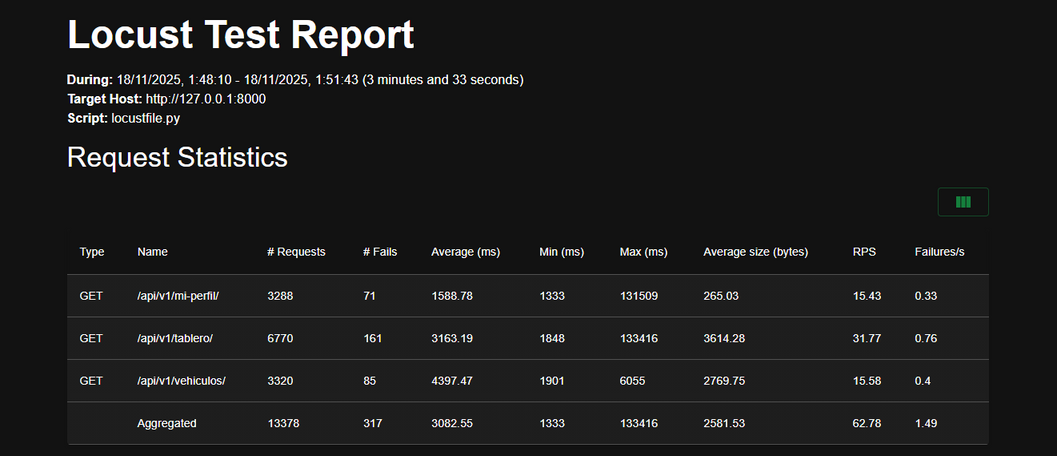 Locust Test Report
During: 18/11/2025, 1:48:10 - 18/11/2025, 1:51:43 (3 minutes and 33 seconds)
Target Host: http://127.0.0.1:8000
Script: locustfile.py
Request Statistics
Type Name # Requests # Fails Average (ms) Min (ms) Max (ms) Average size (bytes) RPS Failures/s
GET /api/v1/mi-perfil/ 3288 71 1588.78 1333 131509 265.03 15.43 0.33
GET /api/v1/tablero/ 6770 161 3163.19 1848 133416 3614.28 31.77 0.76
GET /api/v1/vehiculos/ 3320 85 4397.47 1901 6055 2769.75 15.58 0.4
Aggregated 13378 317 3082.55 1333 133416 2581.53 62.78 1.49